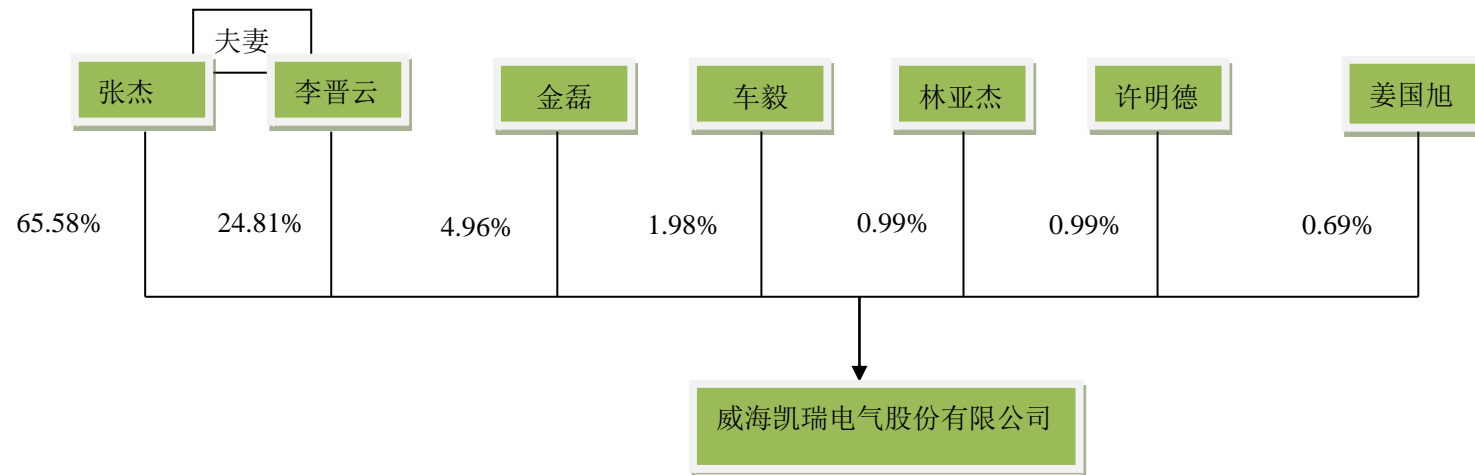 夫妻
张杰
李晋云
金磊
车毅
林亚杰
许明德
姜国旭
65.58%
24.81%
4.96%
1.98%
0.99%
0.99%
0.69%
威海凯瑞电气股份有限公司